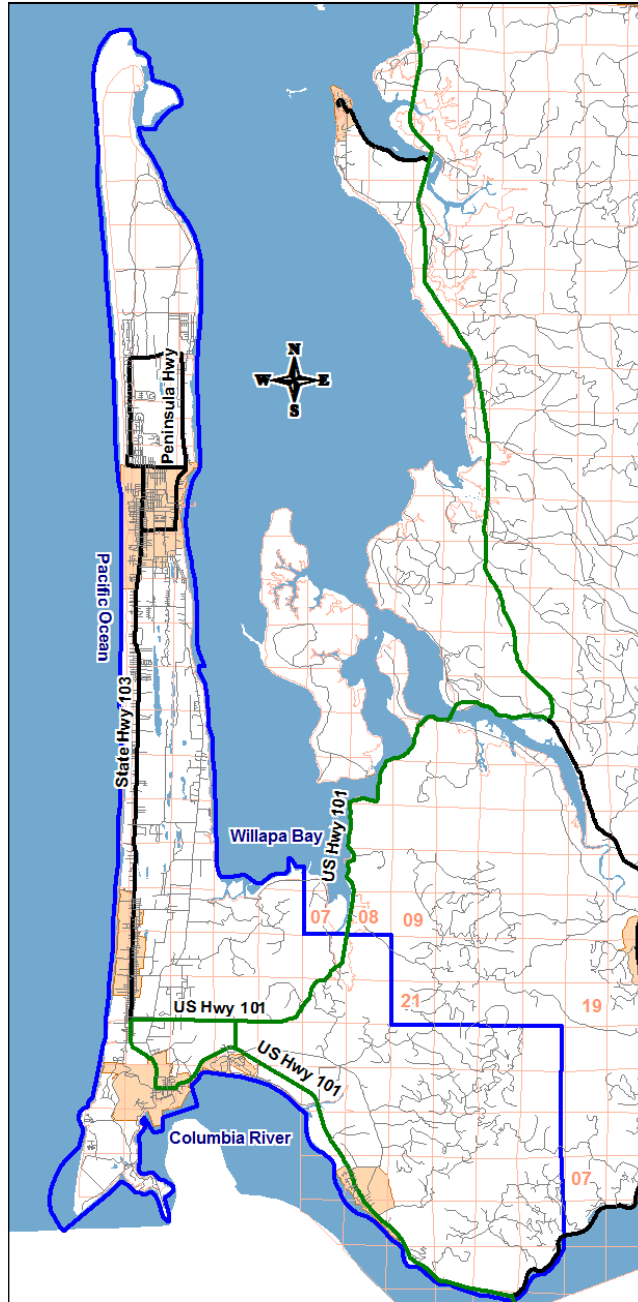 N
W E
S
Peninsula Hwy
Pacific Ocean
State Hwy 103
US Hwy 101
Willapa Bay
07 08 09
21 19
US Hwy 101
US Hwy 101
Columbia River
07